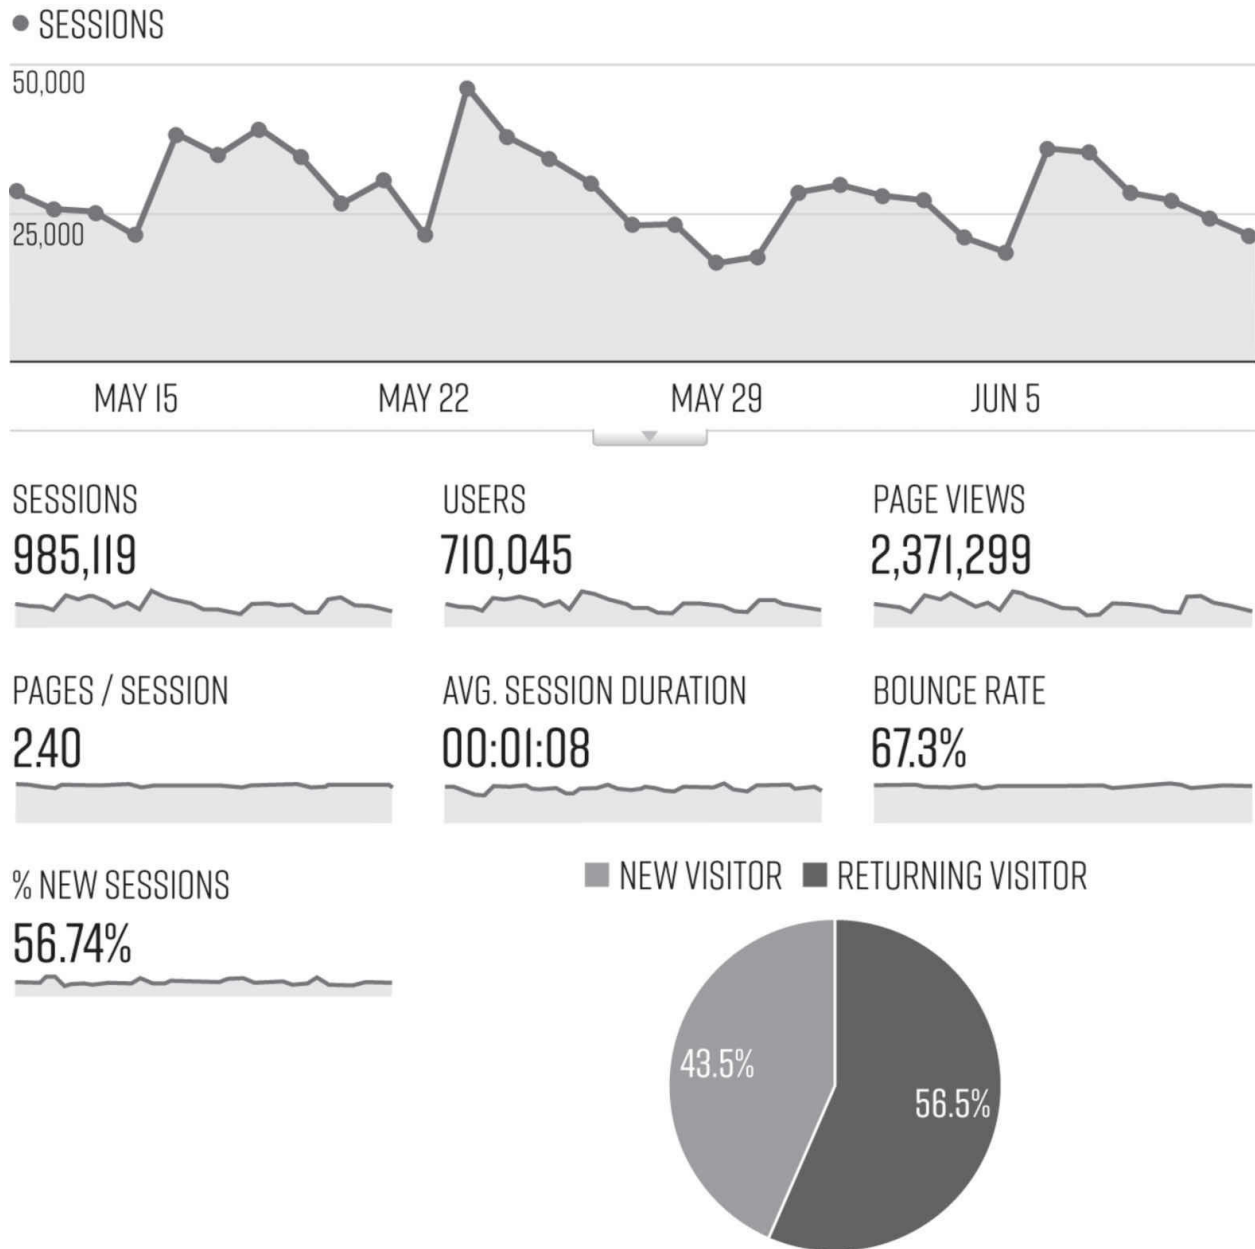 SESSIONS
50,000
25,000
MAY 15 MAY 22 MAY 29 JUN 5
SESSIONS USERS PAGE VIEWS
985,119 710,045 2,371,299
PAGES / SESSION AVG. SESSION DURATION BOUNCE RATE
2.40 00:01:08 67.3%
% NEW SESSIONS
56.74%
NEW VISITOR RETURNING VISITOR
43.5%
56.5%